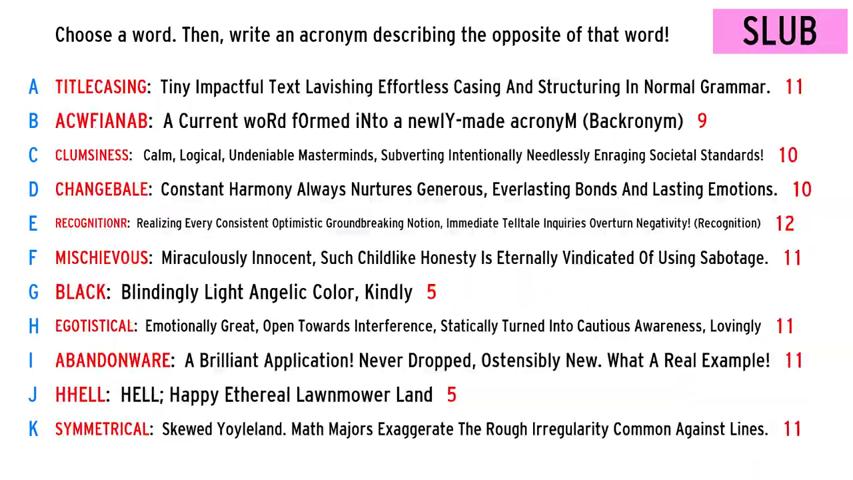 Choose a word. Then, write an acronym describing the opposite of that word! SLUB
A TITLECASING: Tiny Impactful Text Lavishing Effortless Casing And Structuring In Normal Grammar. 11
B ACWFIANAB: A Current woRd fOrmed iNto a newlY-made acronyM (Backronym) 9
C CLUMSINESS: Calm, Logical, Undeniable Masterminds, Subverting Intentionally Needlessly Enraging Societal Standards! 10
D CHANGEBALE: Constant Harmony Always Nurtures Generous, Everlasting Bonds And Lasting Emotions. 10
E RECOGNITIONR: Realizing Every Consistent Optimistic Groundbreaking Notion, Immediate Telltale Inquiries Overturn Negativity! (Recognition) 12
F MISCHIEVOUS: Miraculously Innocent, Such Childlike Honesty Is Eternally Vindicated Of Using Sabotage. 11
G BLACK: Blindingly Light Angelic Color, Kindly 5
H EGOTISTICAL: Emotionally Great, Open Towards Interference, Statically Turned Into Cautious Awareness, Lovingly 11
I ABANDONWARE: A Brilliant Application! Never Dropped, Ostensibly New. What A Real Example! 11
J HHELL: HELL; Happy Ethereal Lawnmower Land 5
K SYMMETRICAL: Skewed Yoyleland. Math Majors Exaggerate The Rough Irregularity Common Against Lines. 11